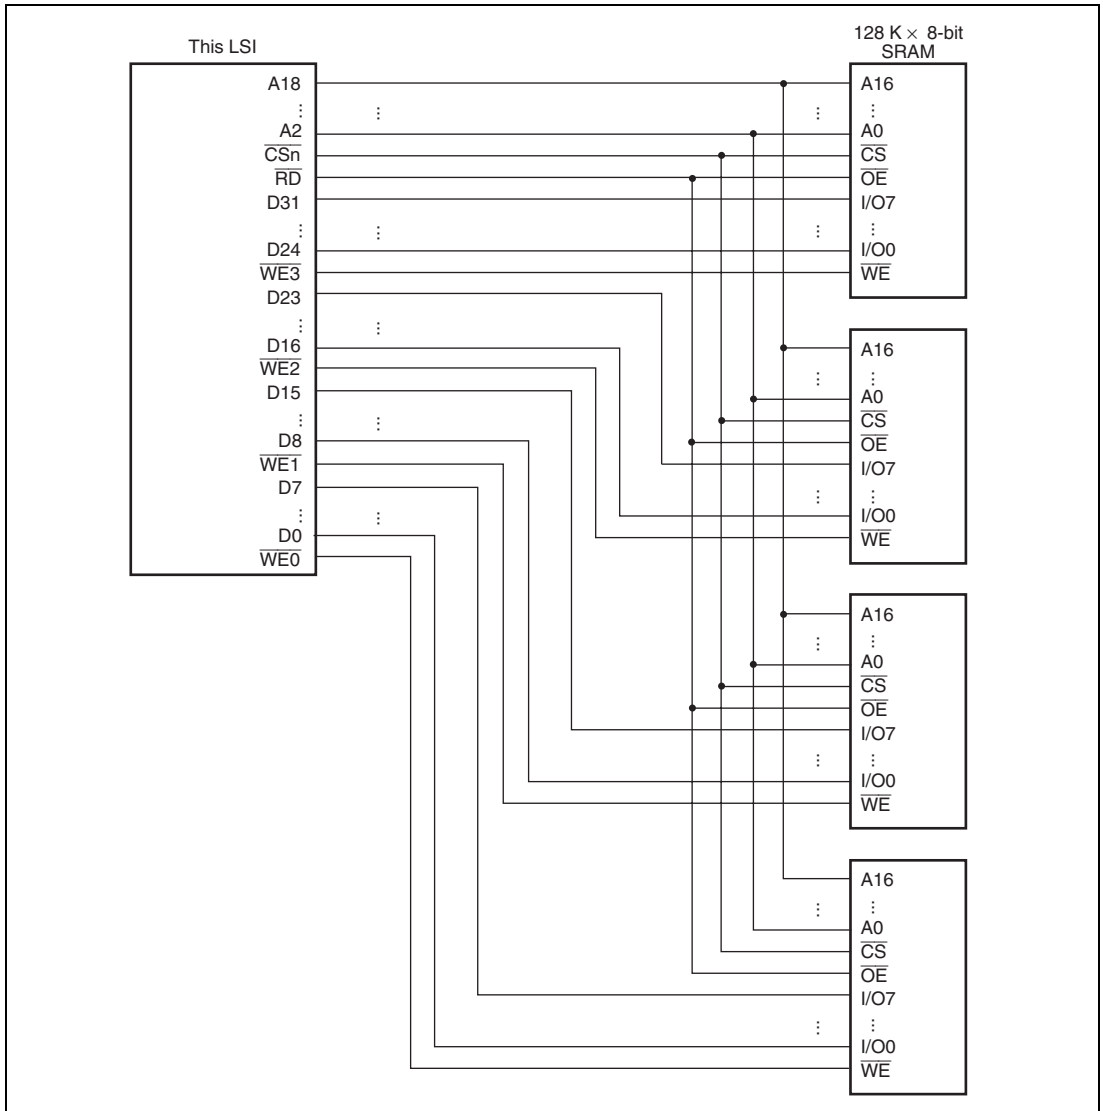 This LSI
A18
⋮
A2
CSn
RD
D31
⋮
D24
WE3
D23
⋮
D16
WE2
D15
⋮
D8
WE1
D7
⋮
D0
WE0
128 K × 8-bit
SRAM
A16
⋮
A0
CS
OE
I/O7
⋮
I/O0
WE
A16
⋮
A0
CS
OE
I/O7
⋮
I/O0
WE
A16
⋮
A0
CS
OE
I/O7
⋮
I/O0
WE
A16
⋮
A0
CS
OE
I/O7
⋮
I/O0
WE